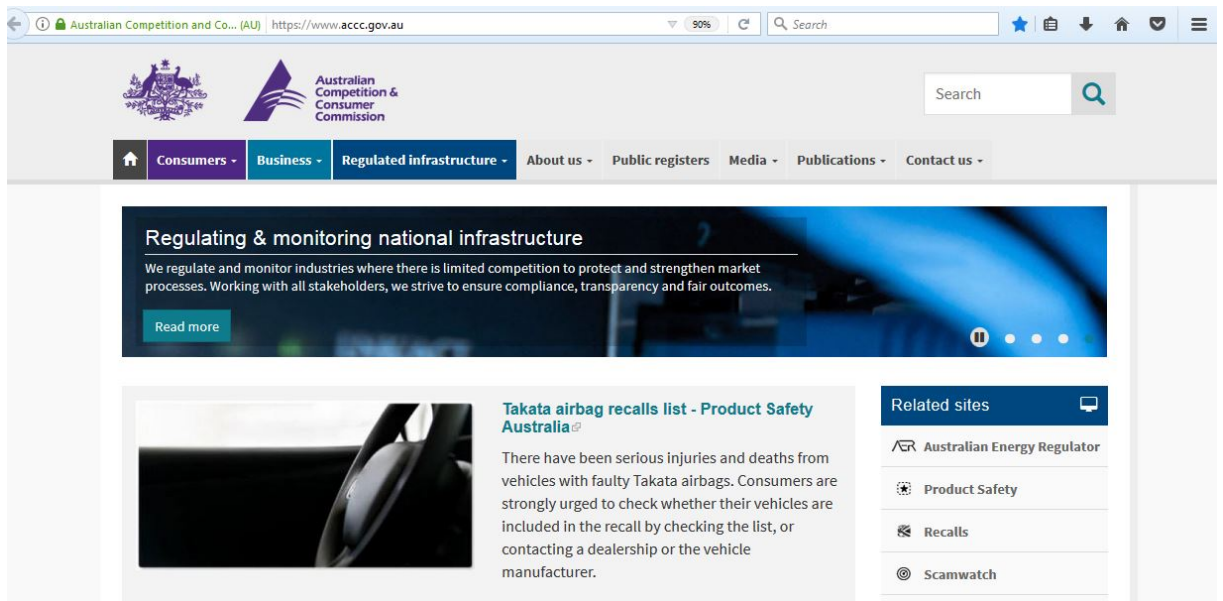 Australian Competition and Co... (AU) https://www.accc.gov.au 90% Search
Australian
Competition &
Consumer
Commission
Search
Consumers Business Regulated infrastructure About us Public registers Media Publications Contact us
Regulating & monitoring national infrastructure
We regulate and monitor industries where there is limited competition to protect and strengthen market
processes. Working with all stakeholders, we strive to ensure compliance, transparency and fair outcomes.
Read more
Takata airbag recalls list - Product Safety
Australia
There have been serious injuries and deaths from
vehicles with faulty Takata airbags. Consumers are
strongly urged to check whether their vehicles are
included in the recall by checking the list, or
contacting a dealership or the vehicle
manufacturer.
Related sites
AER Australian Energy Regulator
Product Safety
Recalls
Scamwatch